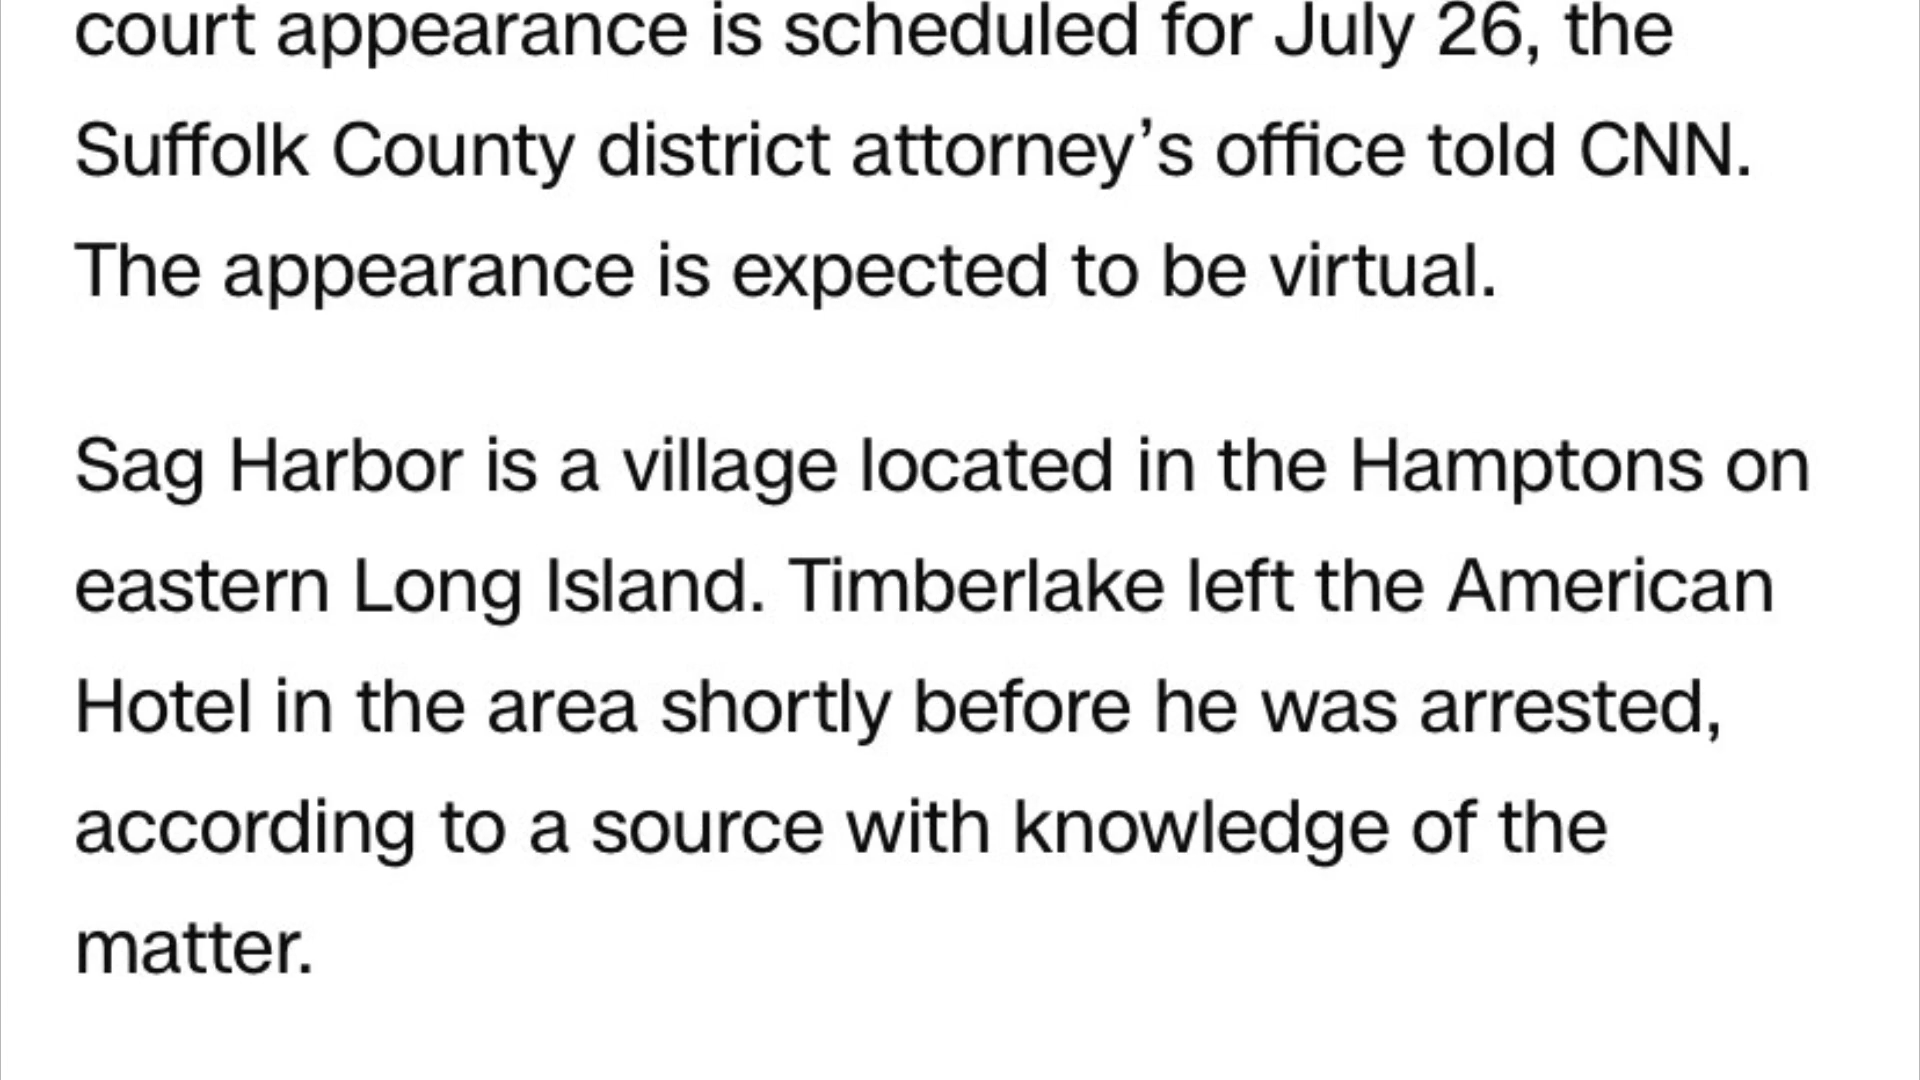 court appearance is scheduled for July 26, the
Suffolk County district attorney’s office told CNN.
The appearance is expected to be virtual.
Sag Harbor is a village located in the Hamptons on
eastern Long Island. Timberlake left the American
Hotel in the area shortly before he was arrested,
according to a source with knowledge of the
matter.